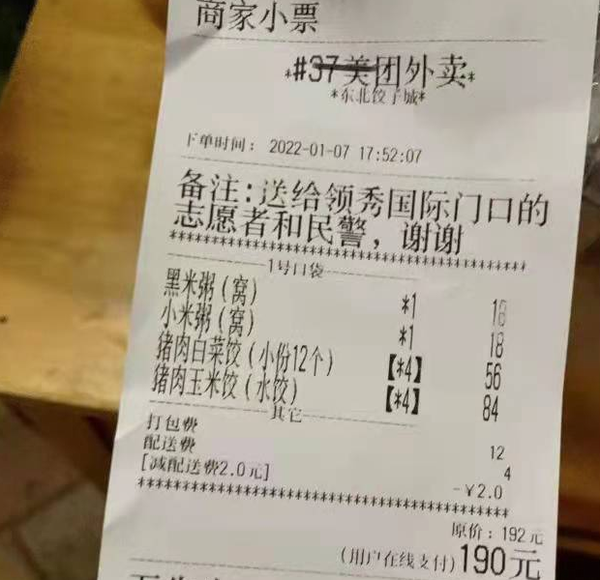 商家小票
*#37美团外卖*
*东北饺子城*
下单时间: 2022-01-07 17:52:07
备注:送给领秀国际门口的
志愿者和民警,谢谢
********************************
1号口袋
黑米粥(窝) *1 18
小米粥(窝) *1 18
猪肉白菜饺(小份12个) 【*4】 56
猪肉玉米饺(水饺) 【*4】 84
其它
打包费 12
配送费 4
[减配送费2.0元] -¥2.0
********************************
原价: 192元
(用户在线支付)190元